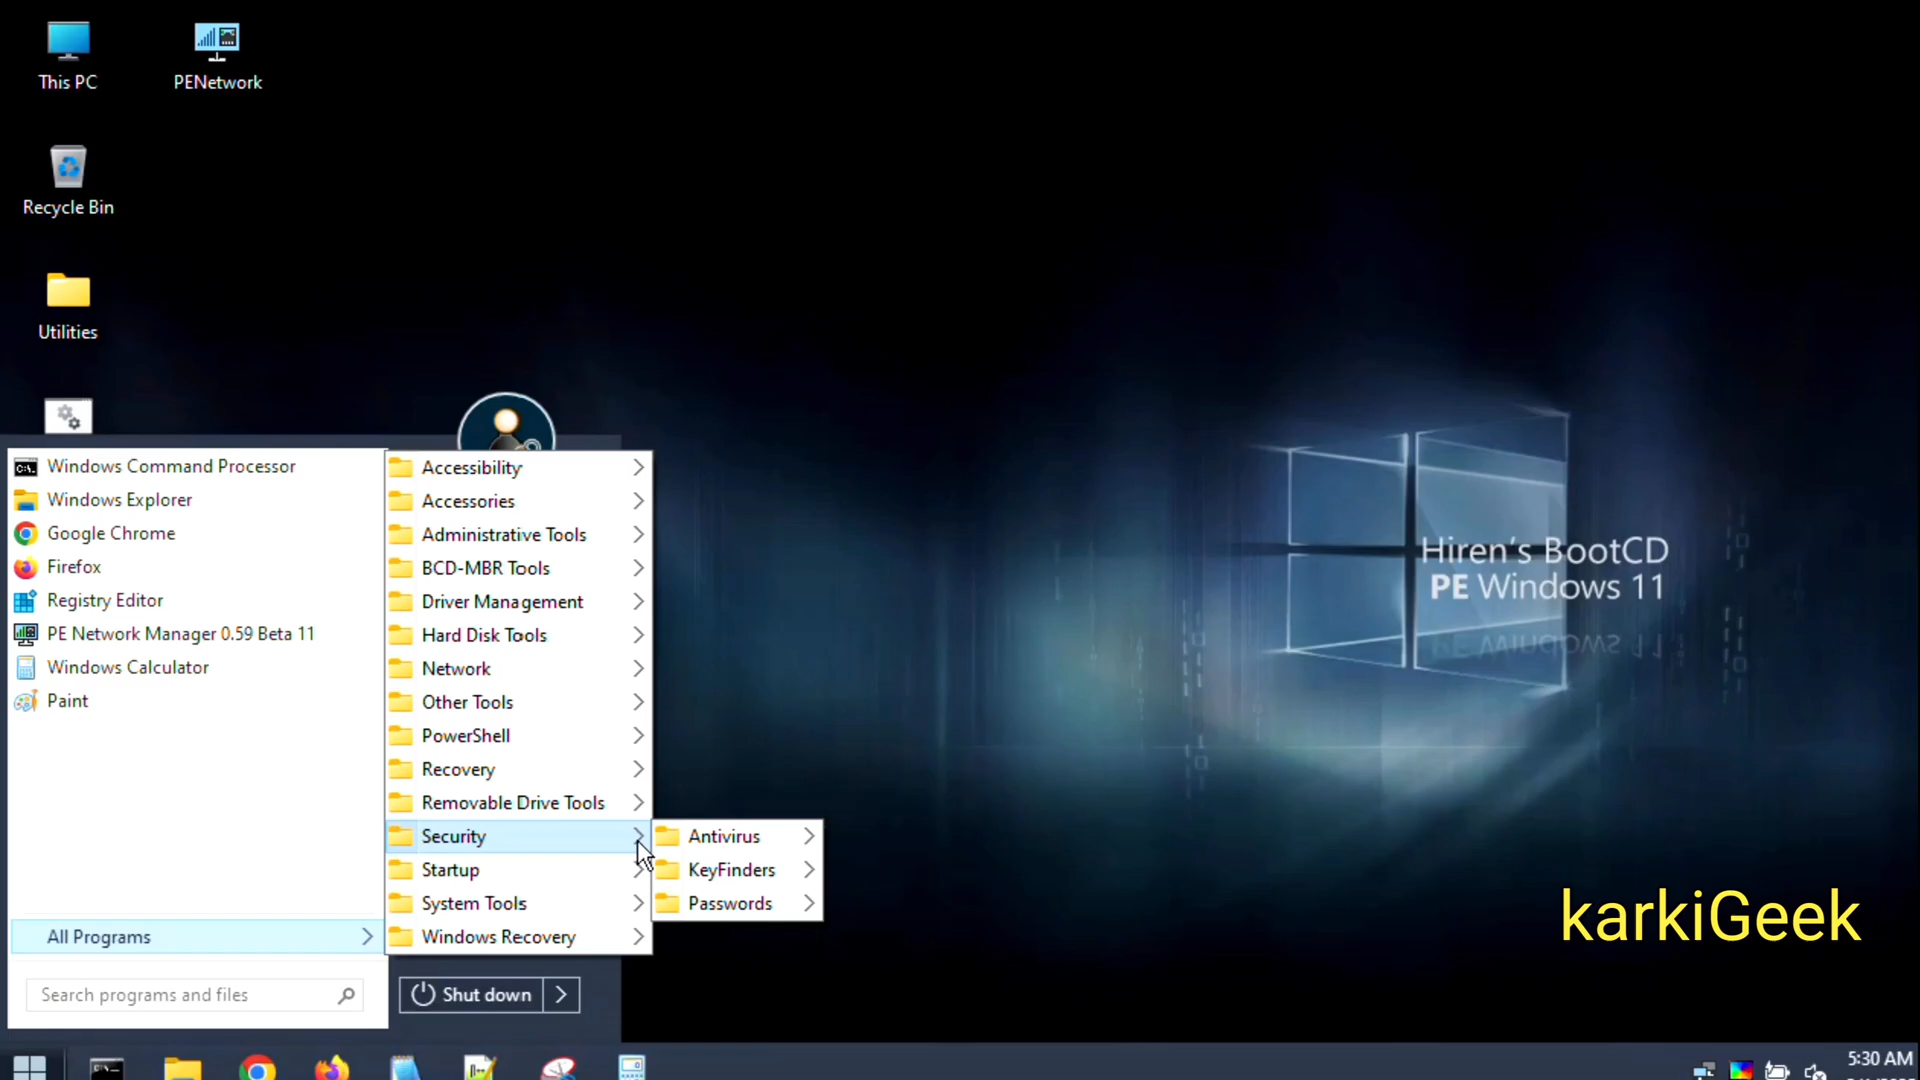 This PC
PENetwork
Recycle Bin
Utilities
Windows Command Processor
Windows Explorer
Google Chrome
Firefox
Registry Editor
PE Network Manager 0.59 Beta 11
Windows Calculator
Paint
All Programs
Search programs and files
Accessibility
Accessories
Administrative Tools
BCD-MBR Tools
Driver Management
Hard Disk Tools
Network
Other Tools
PowerShell
Recovery
Removable Drive Tools
Security
Startup
System Tools
Windows Recovery
Shut down
Antivirus
KeyFinders
Passwords
Hiren's BootCD
PE Windows 11
karkiGeek
5:30 AM